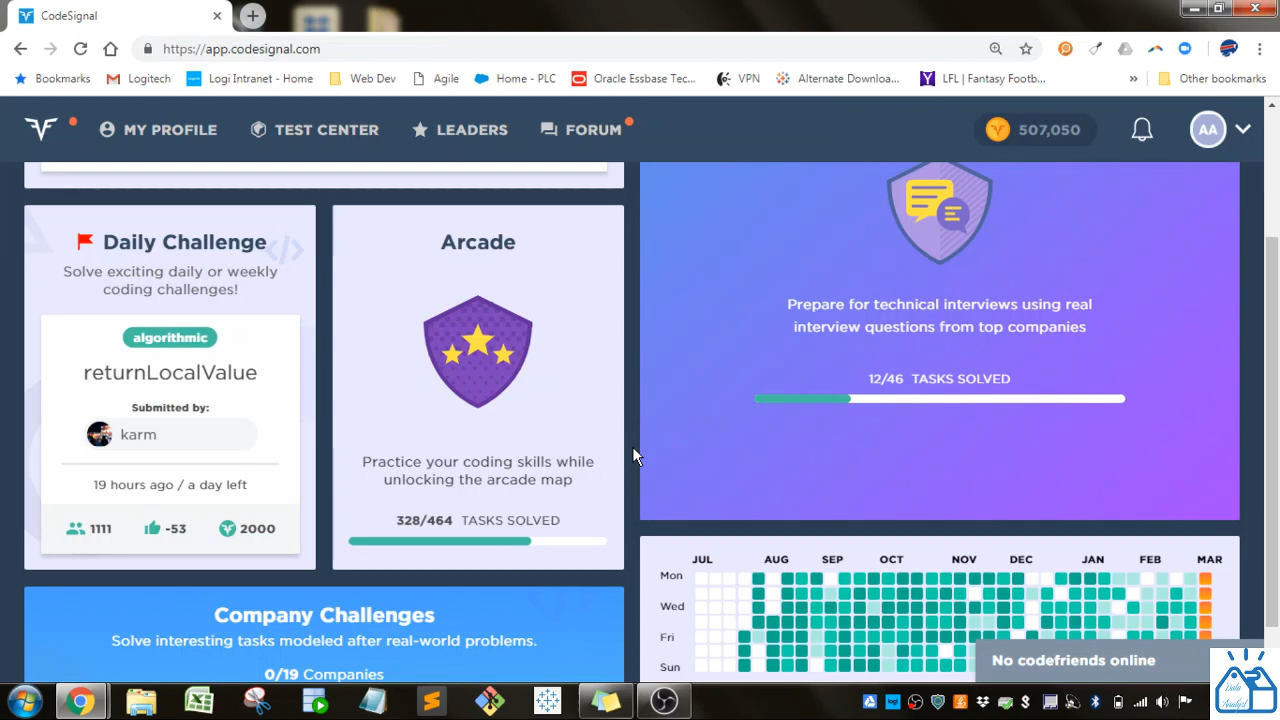 CodeSignal
https://app.codesignal.com
Bookmarks Logitech Logi Intranet - Home Web Dev Agile Home - PLC Oracle Essbase Tec... VPN Alternate Downloa... LFL | Fantasy Footb... » Other bookmarks
MY PROFILE TEST CENTER LEADERS FORUM 507,050 AA
Daily Challenge
Solve exciting daily or weekly
coding challenges!
algorithmic
returnLocalValue
Submitted by:
karm
19 hours ago / a day left
1111 -53 2000
Arcade
Practice your coding skills while
unlocking the arcade map
328/464 TASKS SOLVED
Prepare for technical interviews using real
interview questions from top companies
12/46 TASKS SOLVED
Company Challenges
Solve interesting tasks modeled after real-world problems.
0/19 Companies
JUL AUG SEP OCT NOV DEC JAN FEB MAR
Mon
Wed
Fri
Sun
No codefriends online
Data
Analyst